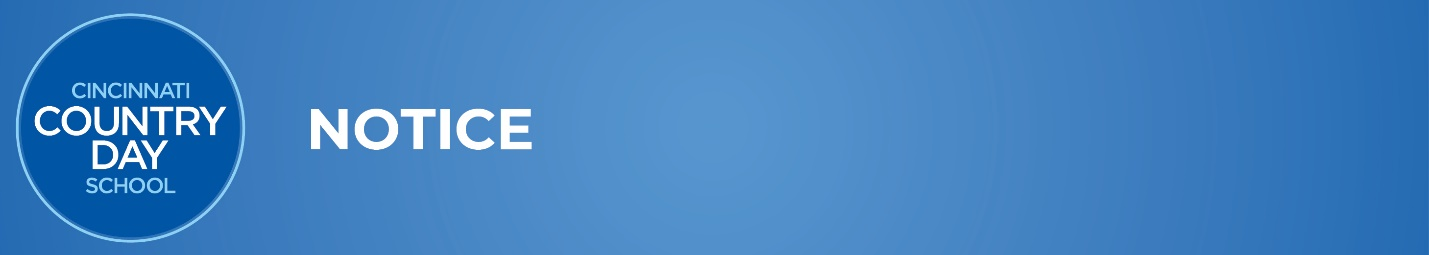 CINCINNATI
COUNTRY
DAY
SCHOOL
NOTICE